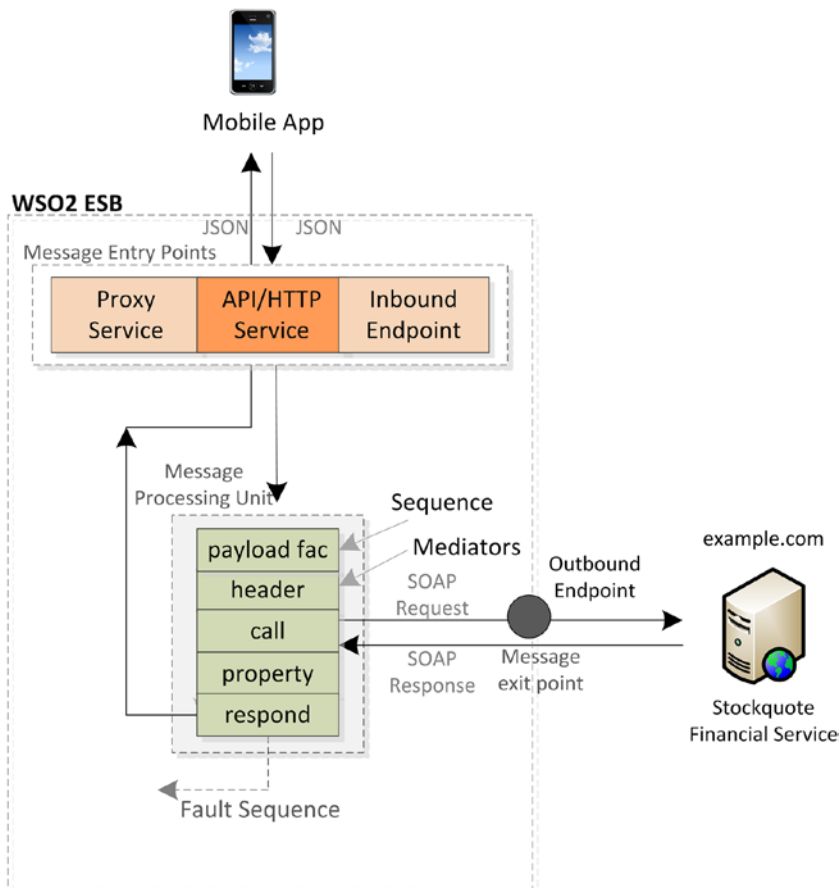 Mobile App
WSO2 ESB
JSON
JSON
Message Entry Points
Proxy
Service
API/HTTP
Service
Inbound
Endpoint
Message
Processing Unit
Sequence
Mediators
payload fac
header
call
property
respond
SOAP
Request
SOAP
Response
Outbound
Endpoint
Message
exit point
example.com
Stockquote
Financial Service
Fault Sequence